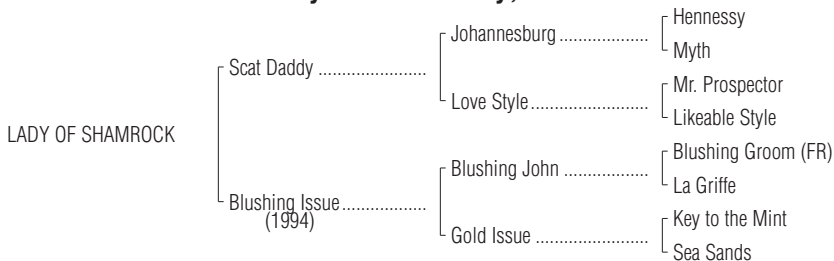 Hennessy
Johannesburg ...................
Myth
Scat Daddy .......................
Mr. Prospector
Love Style.........................
Likeable Style
LADY OF SHAMROCK
Blushing Groom (FR)
Blushing John ..................
La Griffe
Blushing Issue..................
(1994)
Key to the Mint
Gold Issue ........................
Sea Sands